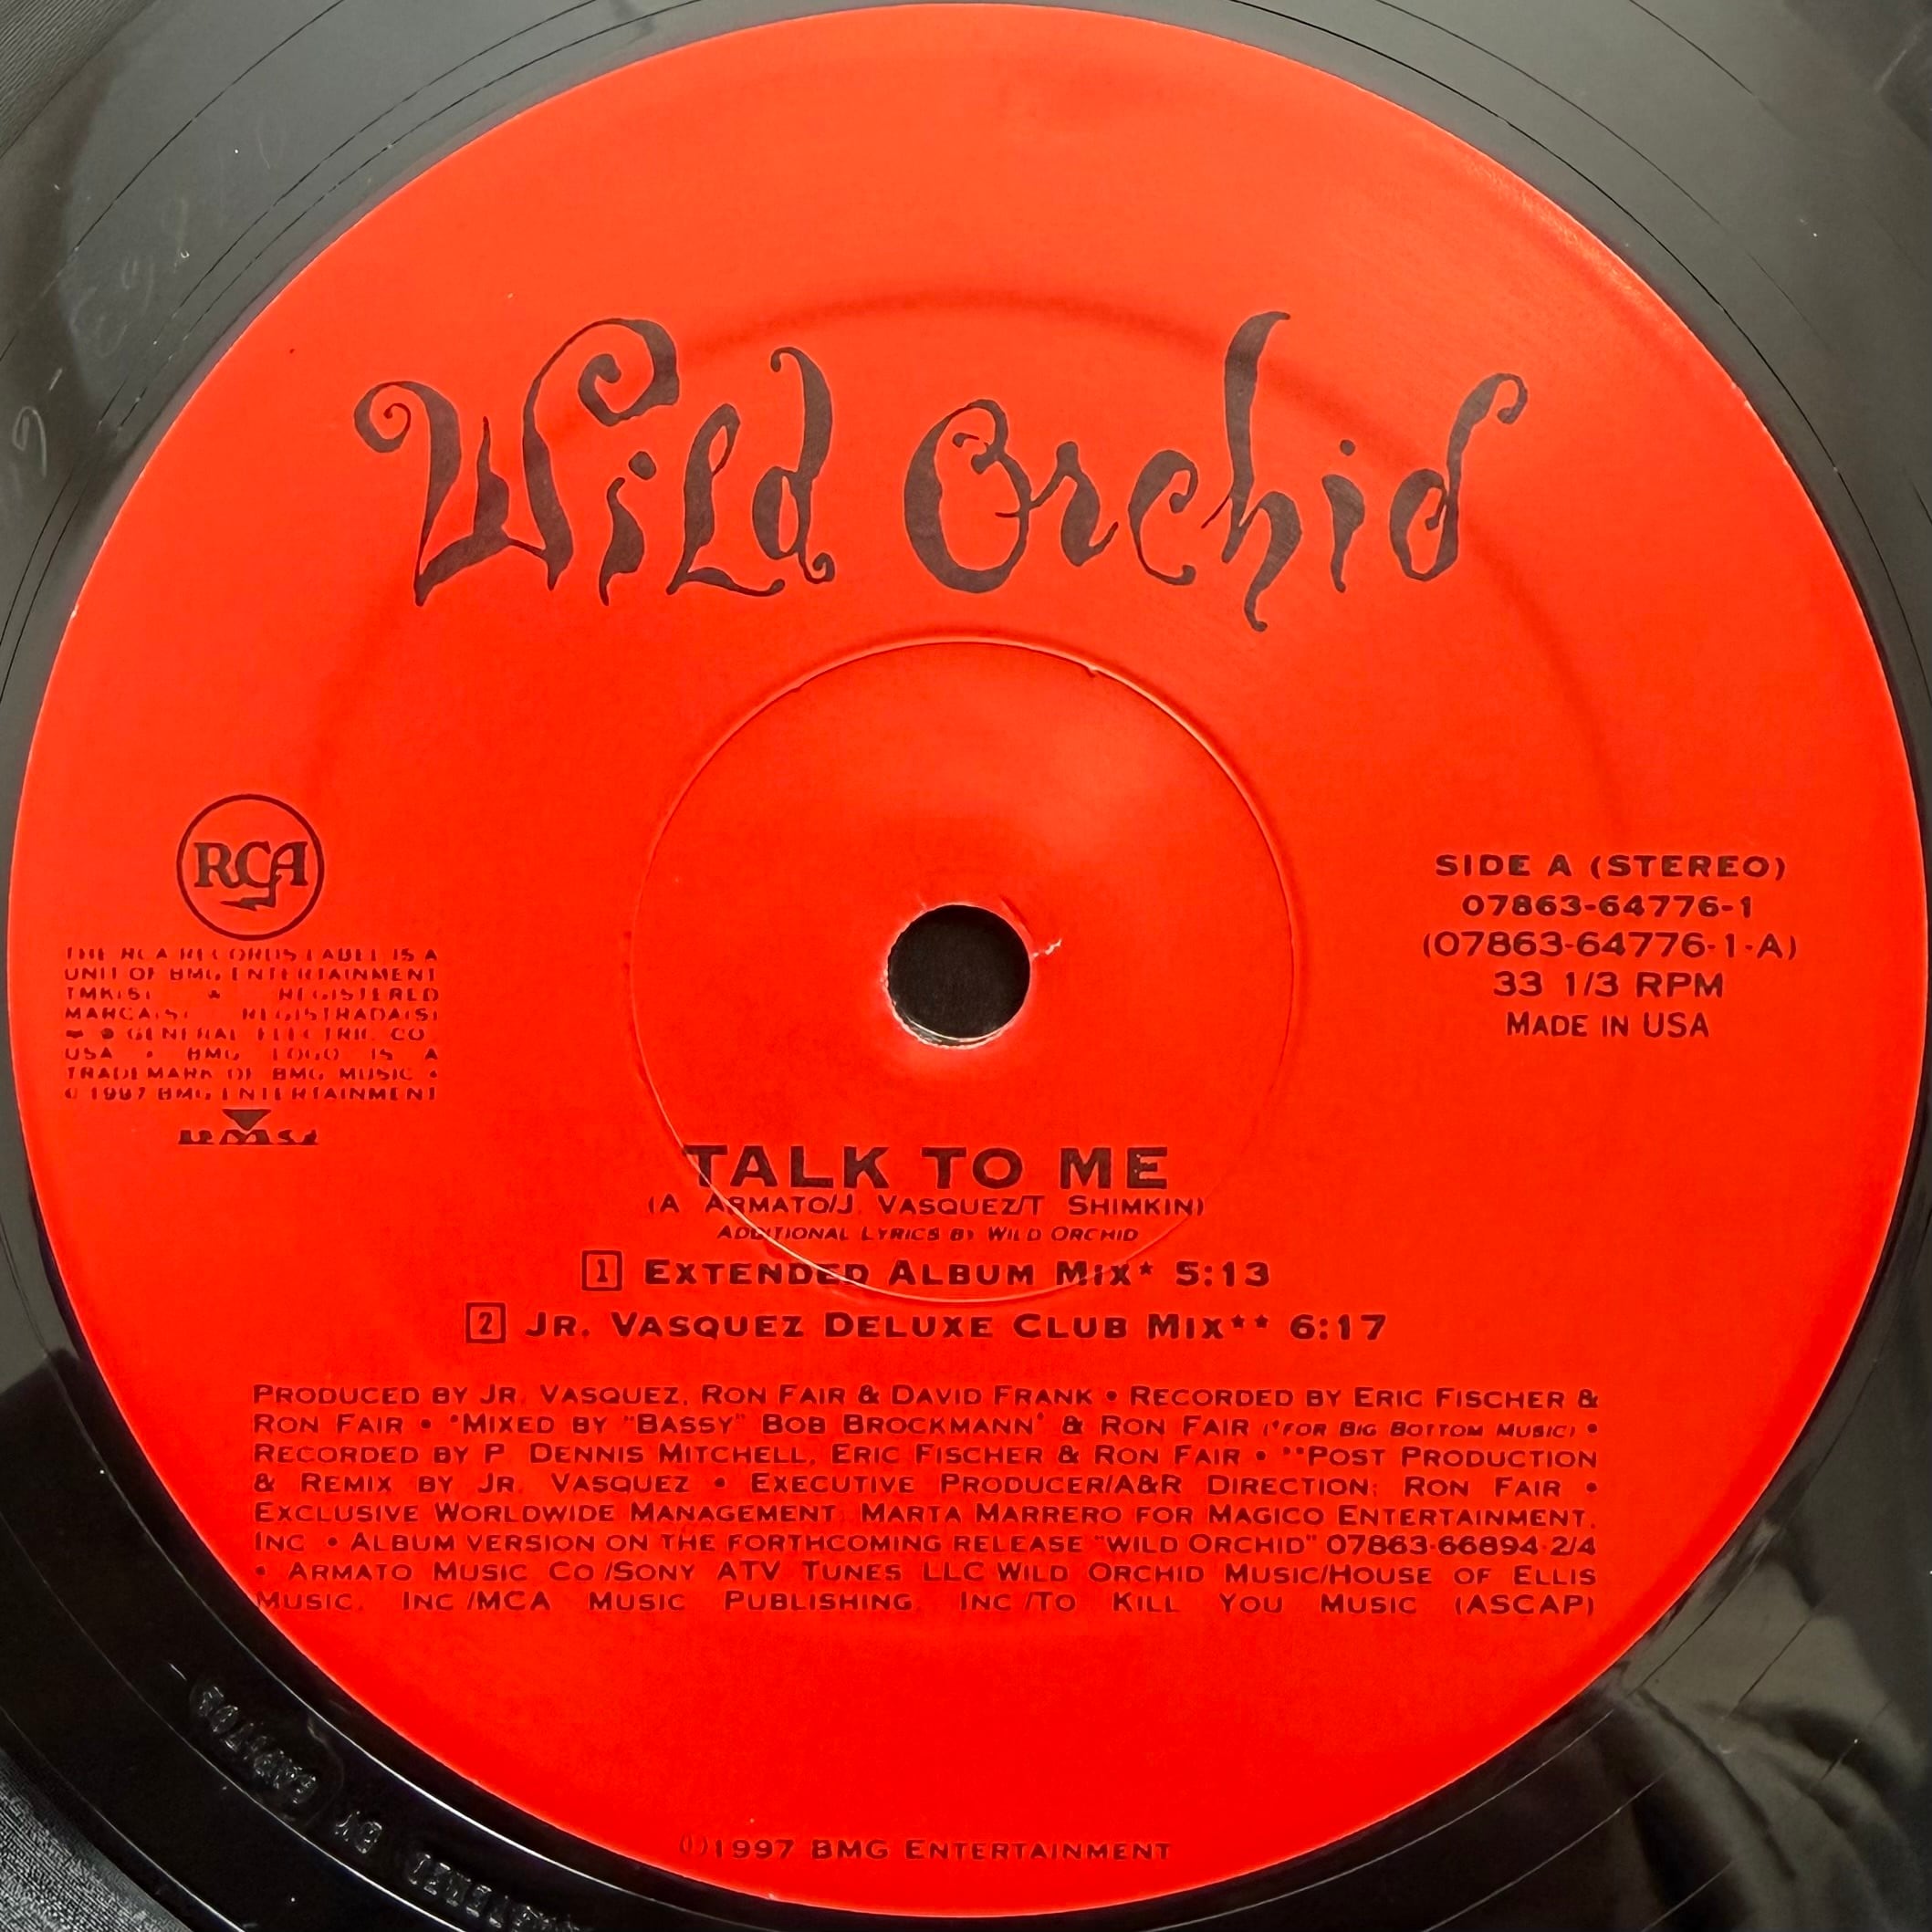 Wild Orchid
RCA
THE RCA RECORDS LABEL IS A
UNIT OF BMG ENTERTAINMENT
TMK(S) REGISTERED
MARCA(S) REGISTRADA(S)
GENERAL ELECTRIC CO
USA • BMG LOGO IS A
TRADEMARK OF BMG MUSIC •
© 1997 BMG ENTERTAINMENT
BMG
SIDE A (STEREO)
07863-64776-1
(07863-64776-1-A)
33 1/3 RPM
MADE IN USA
TALK TO ME
(A ARMATO/J. VASQUEZ/T SHIMKIN)
ADDITIONAL LYRICS BY WILD ORCHID
1 EXTENDED ALBUM MIX* 5:13
2 JR. VASQUEZ DELUXE CLUB MIX** 6:17
PRODUCED BY JR. VASQUEZ, RON FAIR & DAVID FRANK • RECORDED BY ERIC FISCHER &
RON FAIR • *MIXED BY "BASSY" BOB BROCKMANN* & RON FAIR (*FOR BIG BOTTOM MUSIC) •
RECORDED BY P. DENNIS MITCHELL, ERIC FISCHER & RON FAIR • **POST PRODUCTION
& REMIX BY JR. VASQUEZ • EXECUTIVE PRODUCER/A&R DIRECTION: RON FAIR •
EXCLUSIVE WORLDWIDE MANAGEMENT: MARTA MARRERO FOR MAGICO ENTERTAINMENT,
INC • ALBUM VERSION ON THE FORTHCOMING RELEASE "WILD ORCHID" 07863-66894-2/4
• ARMATO MUSIC CO /SONY ATV TUNES LLC WILD ORCHID MUSIC/HOUSE OF ELLIS
MUSIC, INC /MCA MUSIC PUBLISHING, INC /TO KILL YOU MUSIC (ASCAP)
℗1997 BMG ENTERTAINMENT